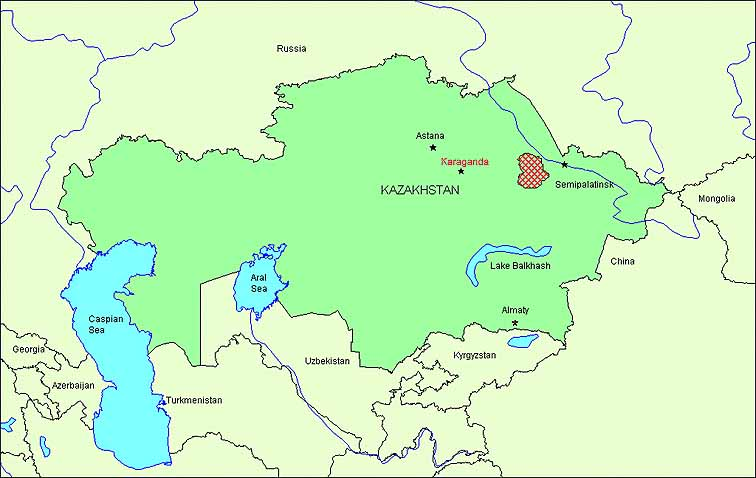 Russia
Astana
Karaganda
KAZAKHSTAN
Semipalatinsk
Mongolia
China
Lake Balkhash
Aral
Sea
Caspian
Sea
Almaty
Georgia
Kyrgyzstan
Uzbekistan
Azerbaijan
Turkmenistan